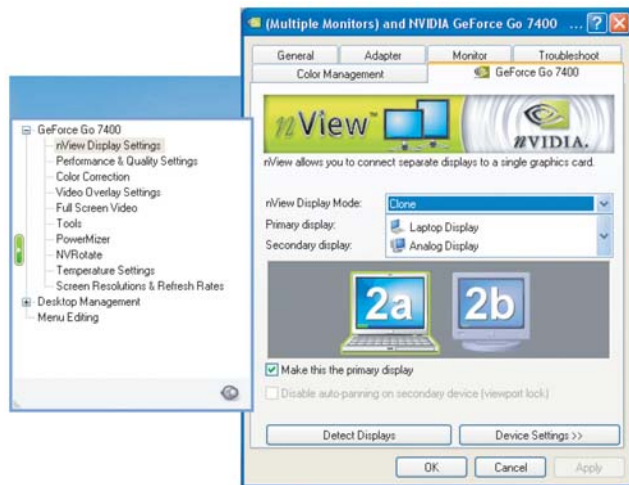 (Multiple Monitors) and NVIDIA GeForce Go 7400 ...
General Adapter Monitor Troubleshoot
Color Management GeForce Go 7400
GeForce Go 7400
nView Display Settings
Performance & Quality Settings
Color Correction
Video Overlay Settings
Full Screen Video
Tools
PowerMizer
NVRotate
Temperature Settings
Screen Resolutions & Refresh Rates
Desktop Management
Menu Editing
nView™
NVIDIA.
nView allows you to connect separate displays to a single graphics card.
nView Display Mode: Clone
Primary display: Laptop Display
Secondary display: Analog Display
2a 2b
Make this the primary display
Disable auto-panning on secondary device (viewport lock)
Detect Displays Device Settings >>
OK Cancel Apply